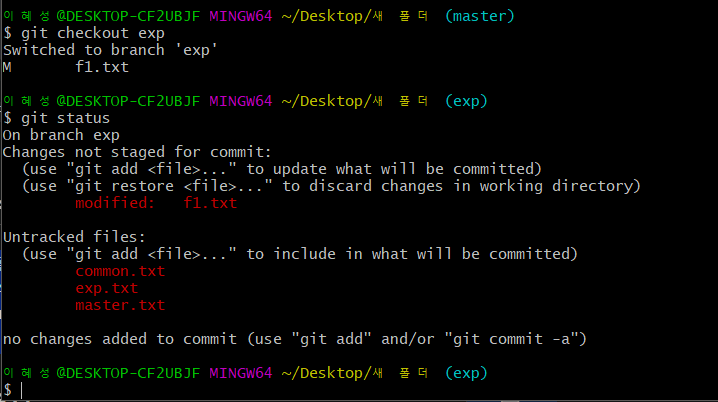 이 혜 성 @DESKTOP-CF2UBJF MINGW64 ~/Desktop/새 폴 더 (master)
$ git checkout exp
Switched to branch 'exp'
M       f1.txt

이 혜 성 @DESKTOP-CF2UBJF MINGW64 ~/Desktop/새 폴 더 (exp)
$ git status
On branch exp
Changes not staged for commit:
  (use "git add <file>..." to update what will be committed)
  (use "git restore <file>..." to discard changes in working directory)
        modified:   f1.txt

Untracked files:
  (use "git add <file>..." to include in what will be committed)
        common.txt
        exp.txt
        master.txt

no changes added to commit (use "git add" and/or "git commit -a")

이 혜 성 @DESKTOP-CF2UBJF MINGW64 ~/Desktop/새 폴 더 (exp)
$